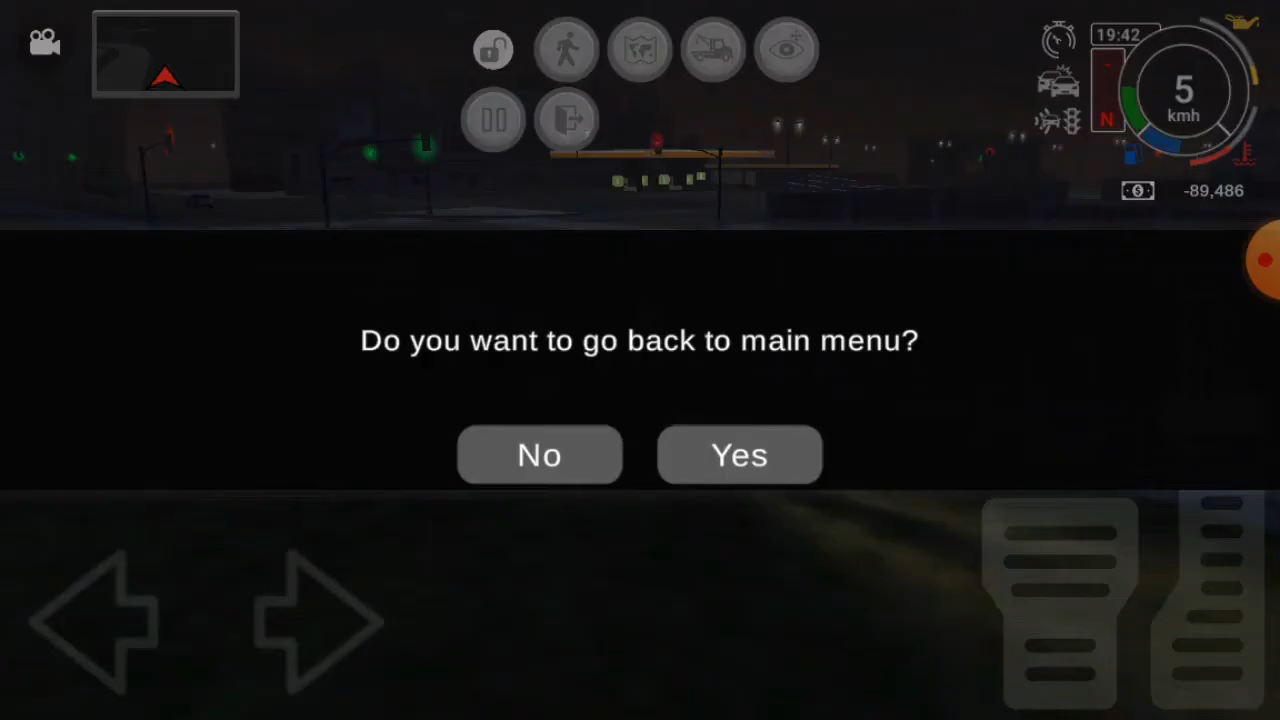 19:42
5
kmh
N
-89,486
Do you want to go back to main menu?
No
Yes